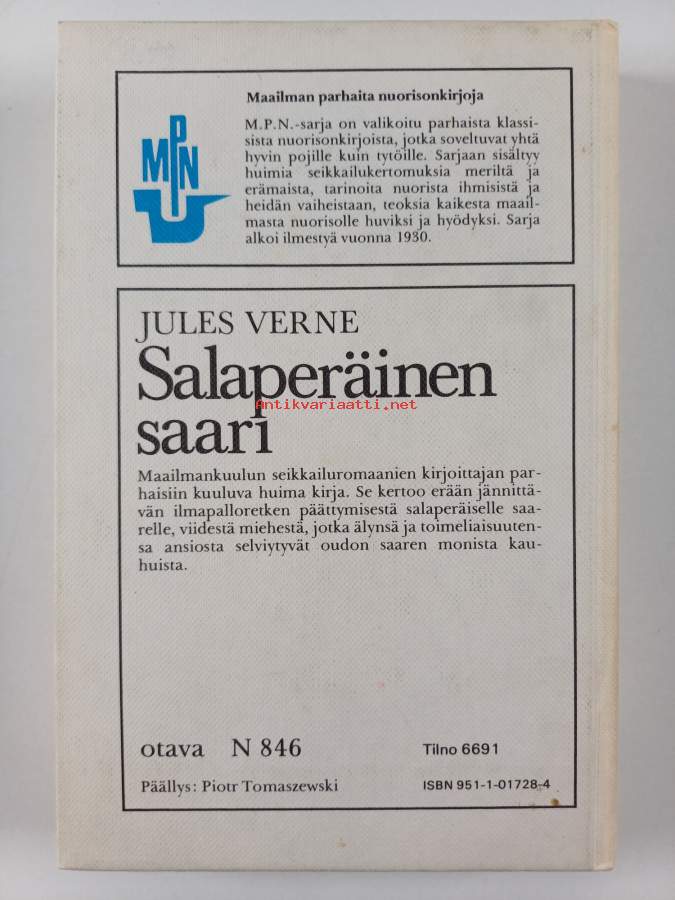 MPN
Maailman parhaita nuorisonkirjoja
M.P.N.-sarja on valikoitu parhaista klassi-
sista nuorisonkirjoista, jotka soveltuvat yhtä
hyvin pojille kuin tytöille. Sarjaan sisältyy
huimia seikkailukertomuksia meriltä ja
erämaista, tarinoita nuorista ihmisistä ja
heidän vaiheistaan, teoksia kaikesta maail-
masta nuorisolle huviksi ja hyödyksi. Sarja
alkoi ilmestyä vuonna 1930.
JULES VERNE
Salaperäinen
Antikvariaatti.net
saari
Maailmankuulun seikkailuromaanien kirjoittajan par-
haisiin kuuluva huima kirja. Se kertoo erään jännittä-
vän ilmapalloretken päättymisestä salaperäiselle saa-
relle, viidestä miehestä, jotka älynsä ja toimeliaisuuten-
sa ansiosta selviytyvät oudon saaren monista kau-
huista.
otava N 846 Tilno 6691
Päällys: Piotr Tomaszewski ISBN 951-1-01728-4